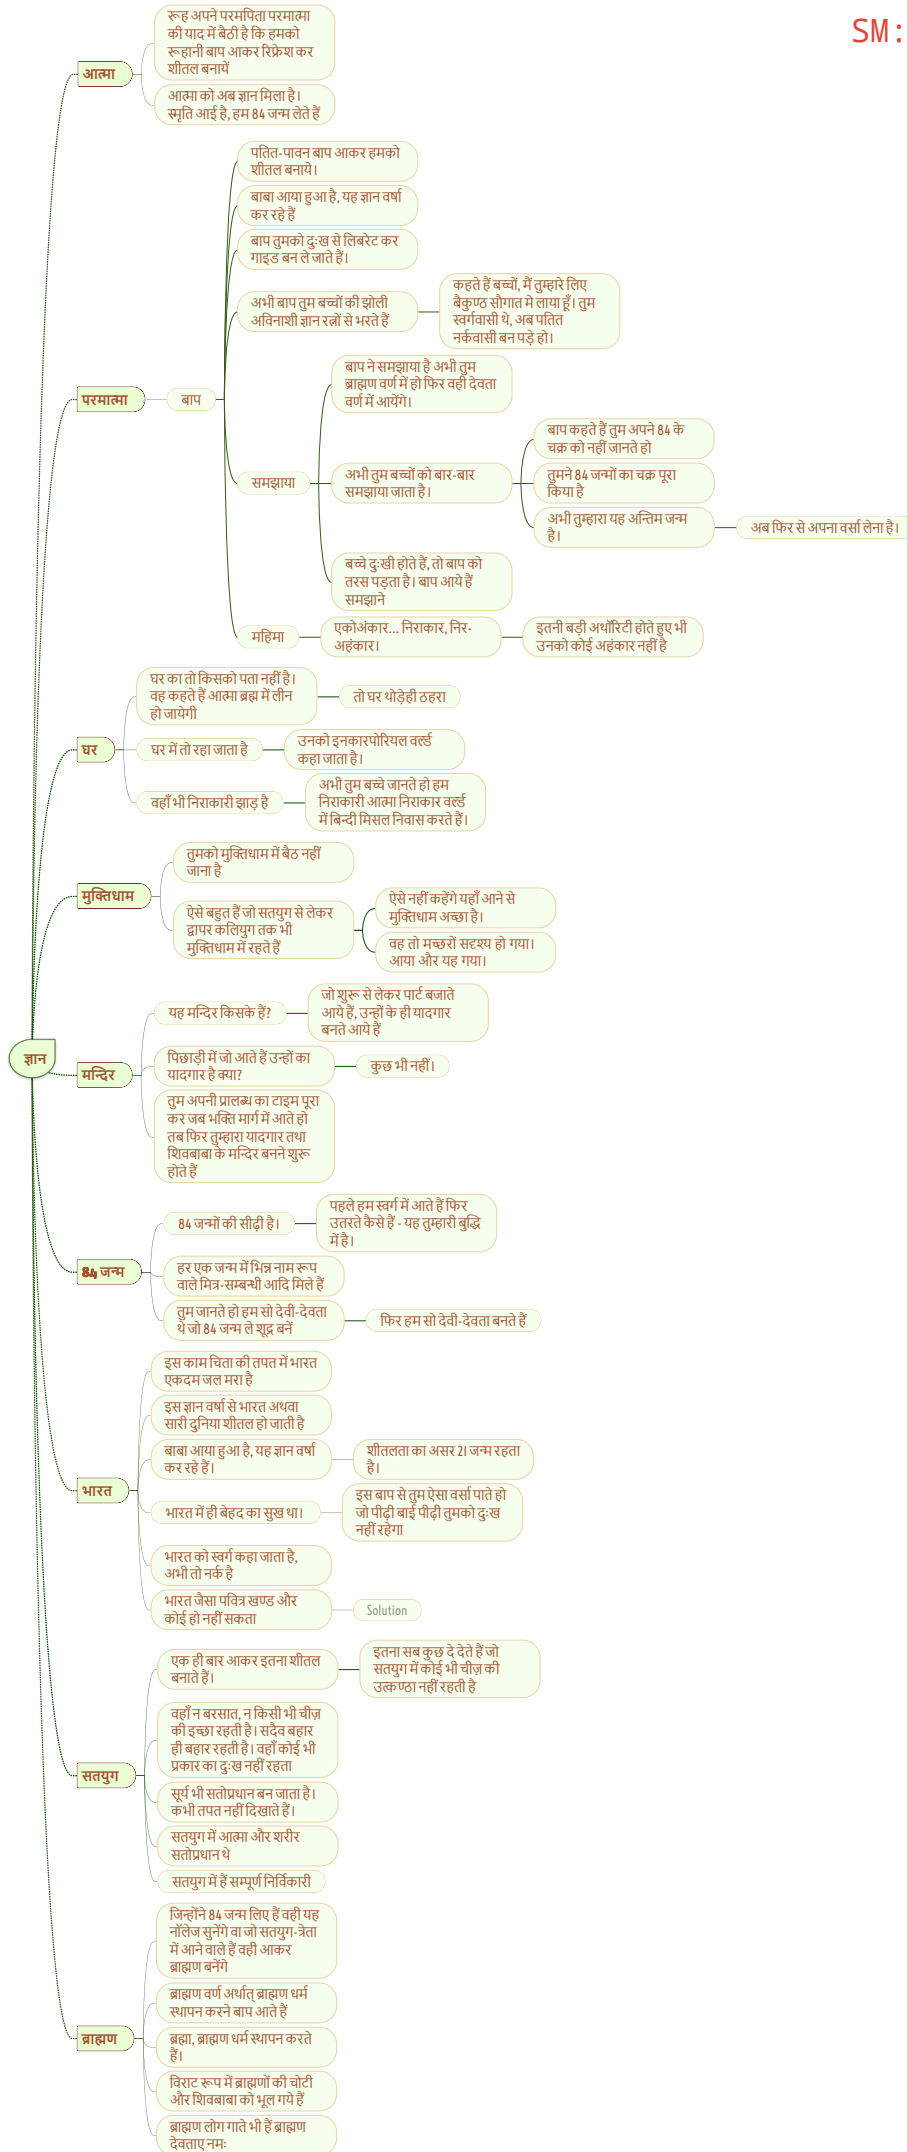 SM:
ज्ञान
आत्मा
रूह अपने परमपिता परमात्मा
की याद में बैठी है कि हमको
रूहानी बाप आकर रिफ्रेश कर
शीतल बनायें
आत्मा को अब ज्ञान मिला है।
स्मृति आई है, हम 84 जन्म लेते हैं
परमात्मा
बाप
पतित-पावन बाप आकर हमको
शीतल बनाये।
बाबा आया हुआ है, यह ज्ञान वर्षा
कर रहे हैं
बाप तुमको दुःख से लिबरेट कर
गाइड बन ले जाते हैं।
अभी बाप तुम बच्चों की झोली
अविनाशी ज्ञान रत्नों से भरते हैं
कहते हैं बच्चों, मैं तुम्हारे लिए
बैकुण्ठ सौगात मे लाया हूँ। तुम
स्वर्गवासी थे, अब पतित
नर्कवासी बन पड़े हो।
समझाया
बाप ने समझाया है अभी तुम
ब्राह्मण वर्ण में हो फिर वही देवता
वर्ण में आयेंगे।
अभी तुम बच्चों को बार-बार
समझाया जाता है।
बाप कहते हैं तुम अपने 84 के
चक्र को नहीं जानते हो
तुमने 84 जन्मों का चक्र पूरा
किया है
अभी तुम्हारा यह अन्तिम जन्म
है।
अब फिर से अपना वर्सा लेना है।
बच्चे दुःखी होते हैं, तो बाप को
तरस पड़ता है। बाप आये हैं
समझाने
महिमा
एकोअंकार... निराकार, निर-
अहंकार।
इतनी बड़ी अथॉरिटी होते हुए भी
उनको कोई अहंकार नहीं है
घर
घर का तो किसको पता नहीं है।
वह कहते हैं आत्मा ब्रह्म में लीन
हो जायेगी
तो घर थोड़ेही ठहरा
घर में तो रहा जाता है
उनको इनकारपोरियल वर्ल्ड
कहा जाता है।
वहाँ भी निराकारी झाड़ है
अभी तुम बच्चे जानते हो हम
निराकारी आत्मा निराकार वर्ल्ड
में बिन्दी मिसल निवास करते हैं।
मुक्तिधाम
तुमको मुक्तिधाम में बैठ नहीं
जाना है
ऐसे बहुत हैं जो सतयुग से लेकर
द्वापर कलियुग तक भी
मुक्तिधाम में रहते हैं
ऐसे नहीं कहेंगे यहाँ आने से
मुक्तिधाम अच्छा है।
वह तो मच्छरों सदृश्य हो गया।
आया और यह गया।
मन्दिर
यह मन्दिर किसके हैं?
जो शुरू से लेकर पार्ट बजाते
आये हैं, उन्हों के ही यादगार
बनते आये हैं
पिछाड़ी में जो आते हैं उन्हों का
यादगार है क्या?
कुछ भी नहीं।
तुम अपनी प्रालब्ध का टाइम पूरा
कर जब भक्ति मार्ग में आते हो
तब फिर तुम्हारा यादगार तथा
शिवबाबा के मन्दिर बनने शुरू
होते हैं
84 जन्म
84 जन्मों की सीढ़ी है।
पहले हम स्वर्ग में आते हैं फिर
उतरते कैसे हैं - यह तुम्हारी बुद्धि
में है।
हर एक जन्म में भिन्न नाम रूप
वाले मित्र-सम्बन्धी आदि मिले हैं
तुम जानते हो हम सो देवी-देवता
थे जो 84 जन्म ले शूद्र बनें
फिर हम सो देवी-देवता बनते हैं
भारत
इस काम चिता की तपत में भारत
एकदम जल मरा है
इस ज्ञान वर्षा से भारत अथवा
सारी दुनिया शीतल हो जाती है
बाबा आया हुआ है, यह ज्ञान वर्षा
कर रहे हैं।
शीतलता का असर 21 जन्म रहता
है।
भारत में ही बेहद का सुख था।
इस बाप से तुम ऐसा वर्सा पाते हो
जो पीढ़ी बाई पीढ़ी तुमको दुःख
नहीं रहेगा
भारत को स्वर्ग कहा जाता है,
अभी तो नर्क है
भारत जैसा पवित्र खण्ड और
कोई हो नहीं सकता
Solution
सतयुग
एक ही बार आकर इतना शीतल
बनाते हैं।
इतना सब कुछ दे देते हैं जो
सतयुग में कोई भी चीज़ की
उत्कण्ठा नहीं रहती है
वहाँ न बरसात, न किसी भी चीज़
की इच्छा रहती है। सदैव बहार
ही बहार रहती है। वहाँ कोई भी
प्रकार का दुःख नहीं रहता
सूर्य भी सतोप्रधान बन जाता है।
कभी तपत नहीं दिखाते हैं।
सतयुग में आत्मा और शरीर
सतोप्रधान थे
सतयुग में हैं सम्पूर्ण निर्विकारी
ब्राह्मण
जिन्होंने 84 जन्म लिए हैं वही यह
नॉलेज सुनेंगे वा जो सतयुग-त्रेता
में आने वाले हैं वही आकर
ब्राह्मण बनेंगे
ब्राह्मण वर्ण अर्थात् ब्राह्मण धर्म
स्थापन करने बाप आते हैं
ब्रह्मा, ब्राह्मण धर्म स्थापन करते
हैं।
विराट रूप में ब्राह्मणों की चोटी
और शिवबाबा को भूल गये हैं
ब्राह्मण लोग गाते भी हैं ब्राह्मण
देवताए नमः